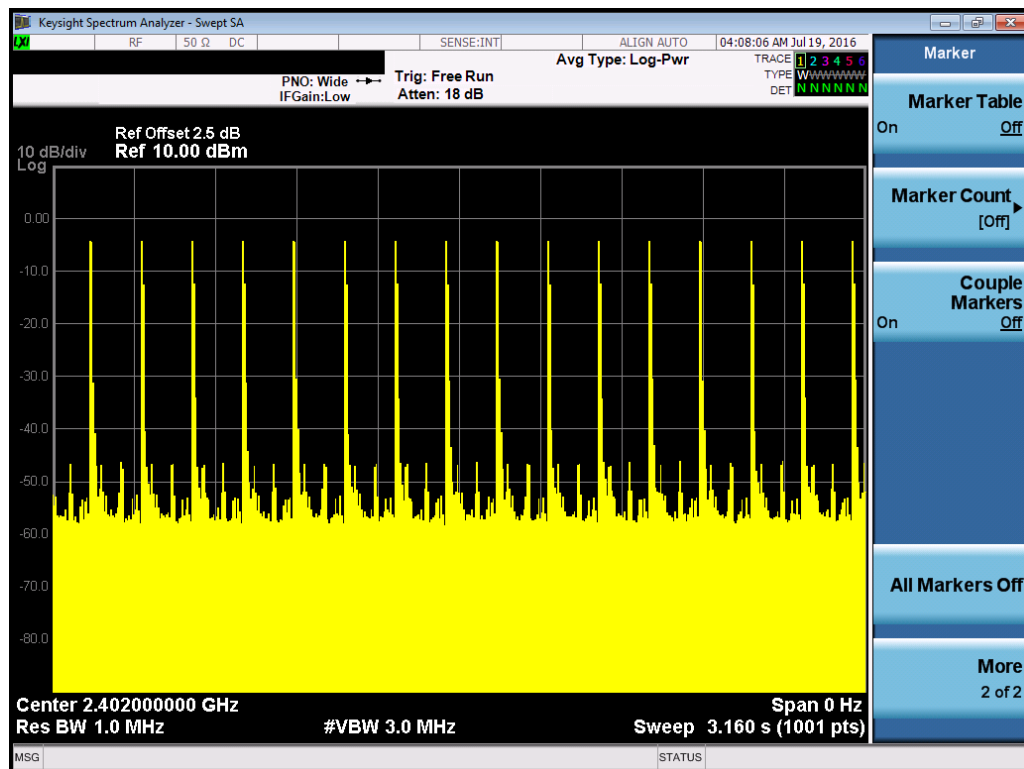 Keysight Spectrum Analyzer - Swept SA
LXI RF 50 Ω DC SENSE:INT ALIGN AUTO 04:08:06 AM Jul 19, 2016
Avg Type: Log-Pwr
TRACE 1 2 3 4 5 6
PNO: Wide Trig: Free Run
TYPE WWWWWW
IFGain:Low Atten: 18 dB
DET N N N N N N
Ref Offset 2.5 dB
10 dB/div Ref 10.00 dBm
Log
0.00
-10.0
-20.0
-30.0
-40.0
-50.0
-60.0
-70.0
-80.0
Center 2.402000000 GHz Span 0 Hz
Res BW 1.0 MHz #VBW 3.0 MHz Sweep 3.160 s (1001 pts)
MSG STATUS
Marker
Marker Table
On Off
Marker Count
[Off]
Couple
Markers
On Off
All Markers Off
More
2 of 2